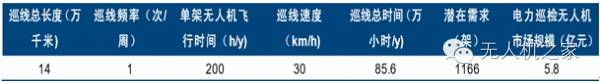 巡线总长度(万千米) 巡线频率(次/周) 单架无人机飞行时间(h/y) 巡线速度(km/h) 巡线总时间(万小时/y) 潜在需求(架) 电力巡检无人机市场规模(亿元)
14 1 200 30 85.6 1166 5.8
无人机之家